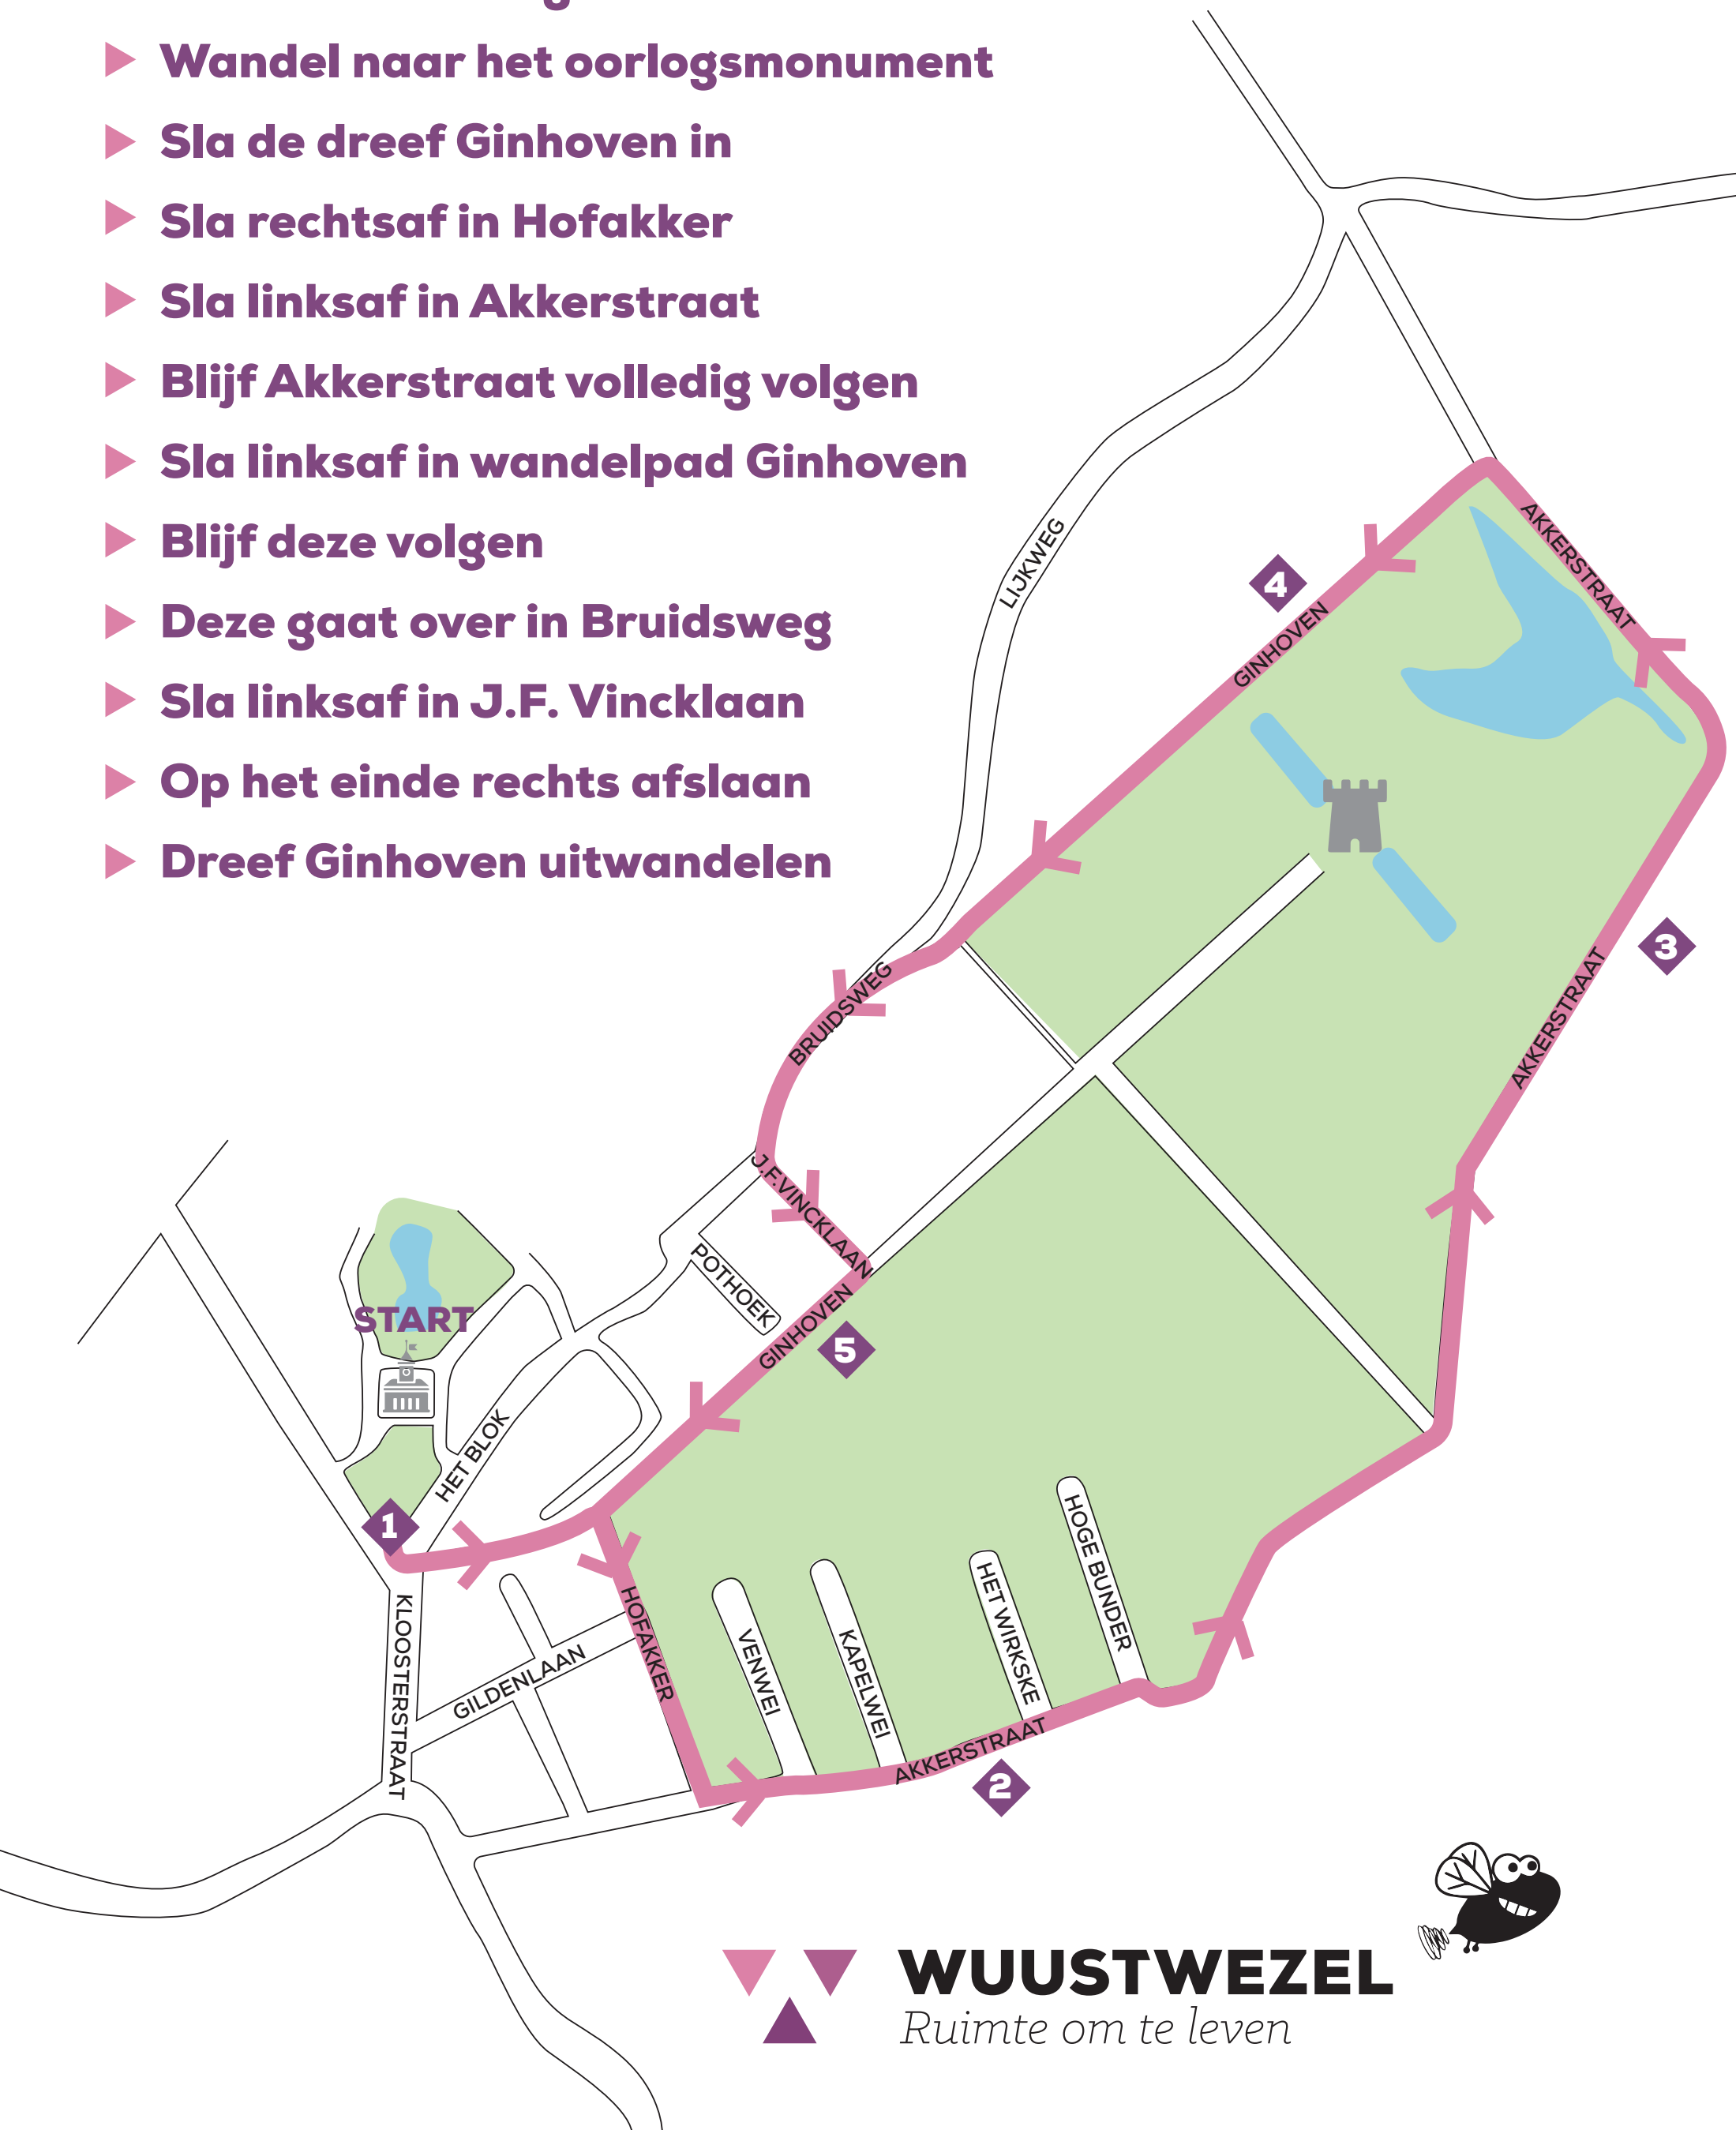 Wandel naar het oorlogsmonument
Sla de dreef Ginhoven in
Sla rechtsaf in Hofakker
Sla linksaf in Akkerstraat
Blijf Akkerstraat volledig volgen
Sla linksaf in wandelpad Ginhoven
Blijf deze volgen
Deze gaat over in Bruidsweg
Sla linksaf in J.F. Vincklaan
Op het einde rechts afslaan
Dreef Ginhoven uitwandelen
LIJKWEG
AKKERSTRAAT
4
GINHOVEN
3
AKKERSTRAAT
BRUIDSWEG
J.F.VINCKLAAN
POTHOEK
GINHOVEN
5
START
HET BLOK
1
HOGE BUNDER
HET WIRKSKE
KAPELWEI
VENWEI
HOFAKKER
GILDENLAAN
KLOOSTERSTRAAT
AKKERSTRAAT
2
WUUSTWEZEL
Ruimte om te leven